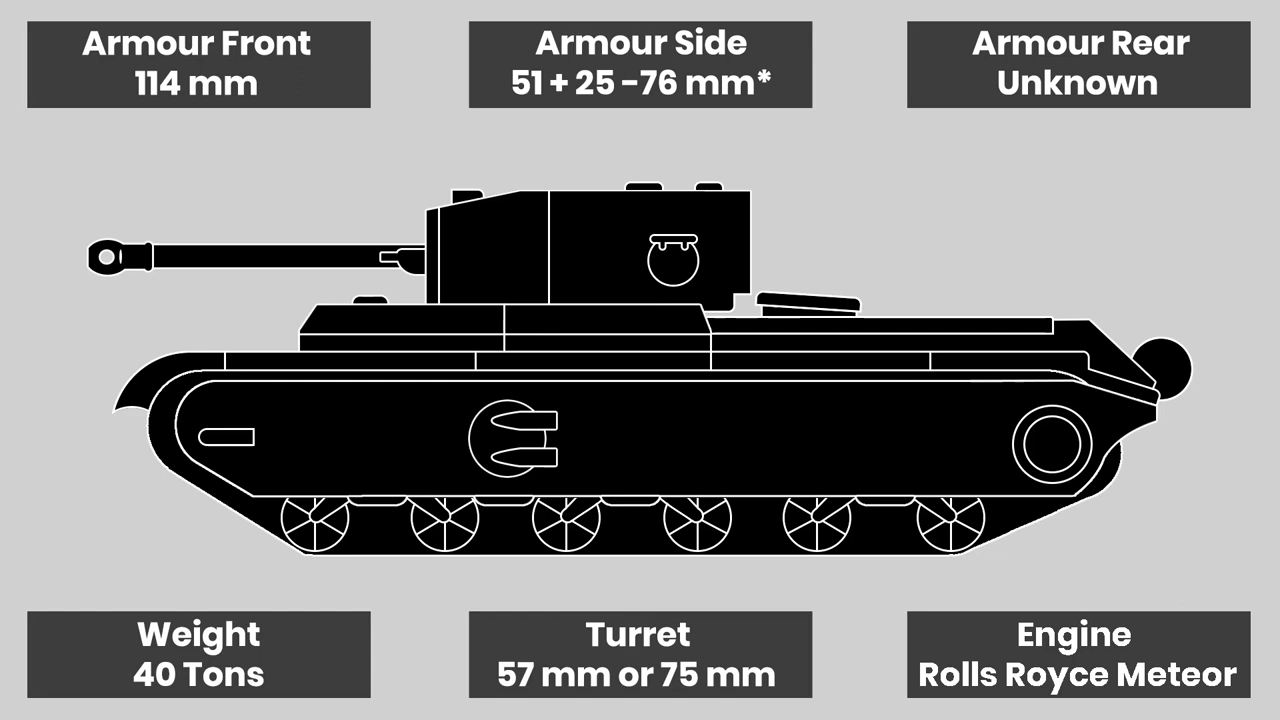 Armour Front
114 mm
Armour Side
51 + 25 -76 mm*
Armour Rear
Unknown
Weight
40 Tons
Turret
57 mm or 75 mm
Engine
Rolls Royce Meteor